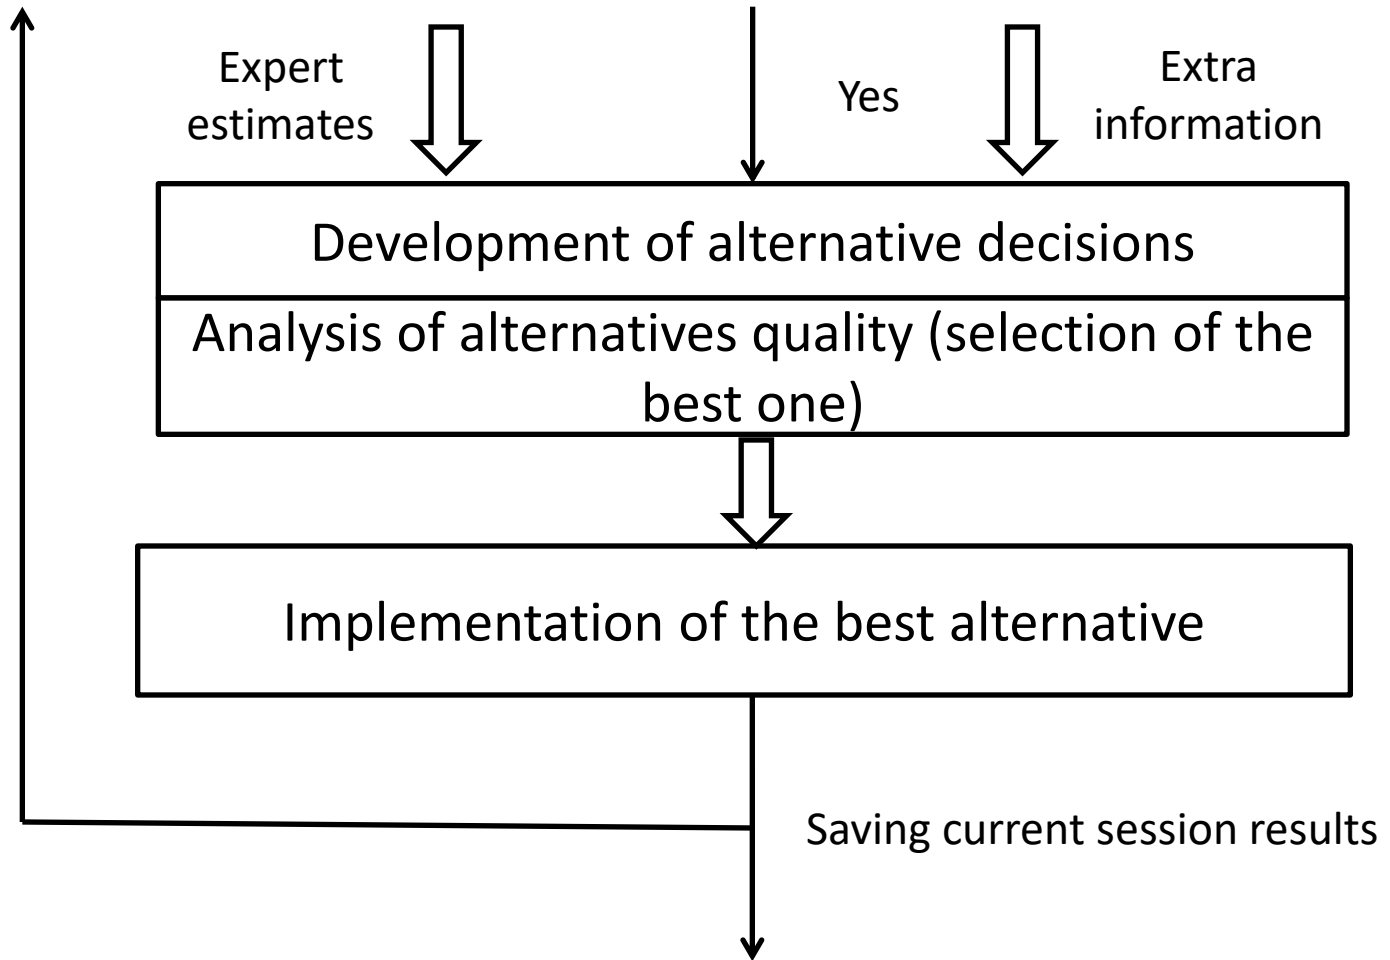 Expert
estimates
Yes
Extra
information
Development of alternative decisions
Analysis of alternatives quality (selection of the
best one)
Implementation of the best alternative
Saving current session results